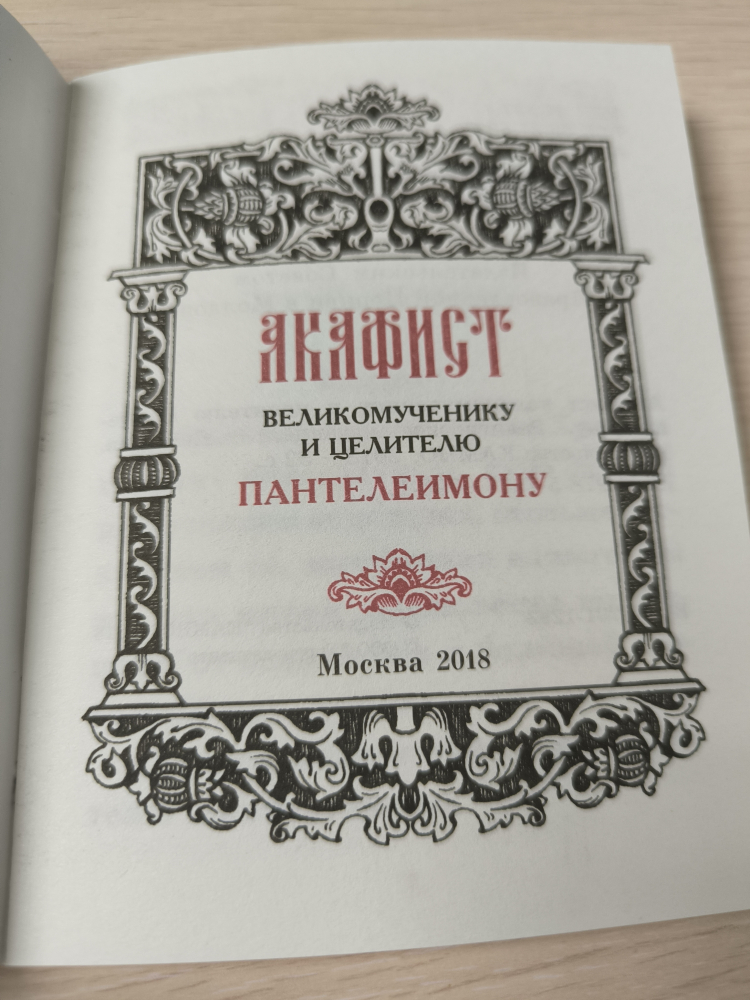 АКАФИСТ
ВЕЛИКОМУЧЕНИКУ
И ЦЕЛИТЕЛЮ
ПАНТЕЛЕИМОНУ
Москва 2018